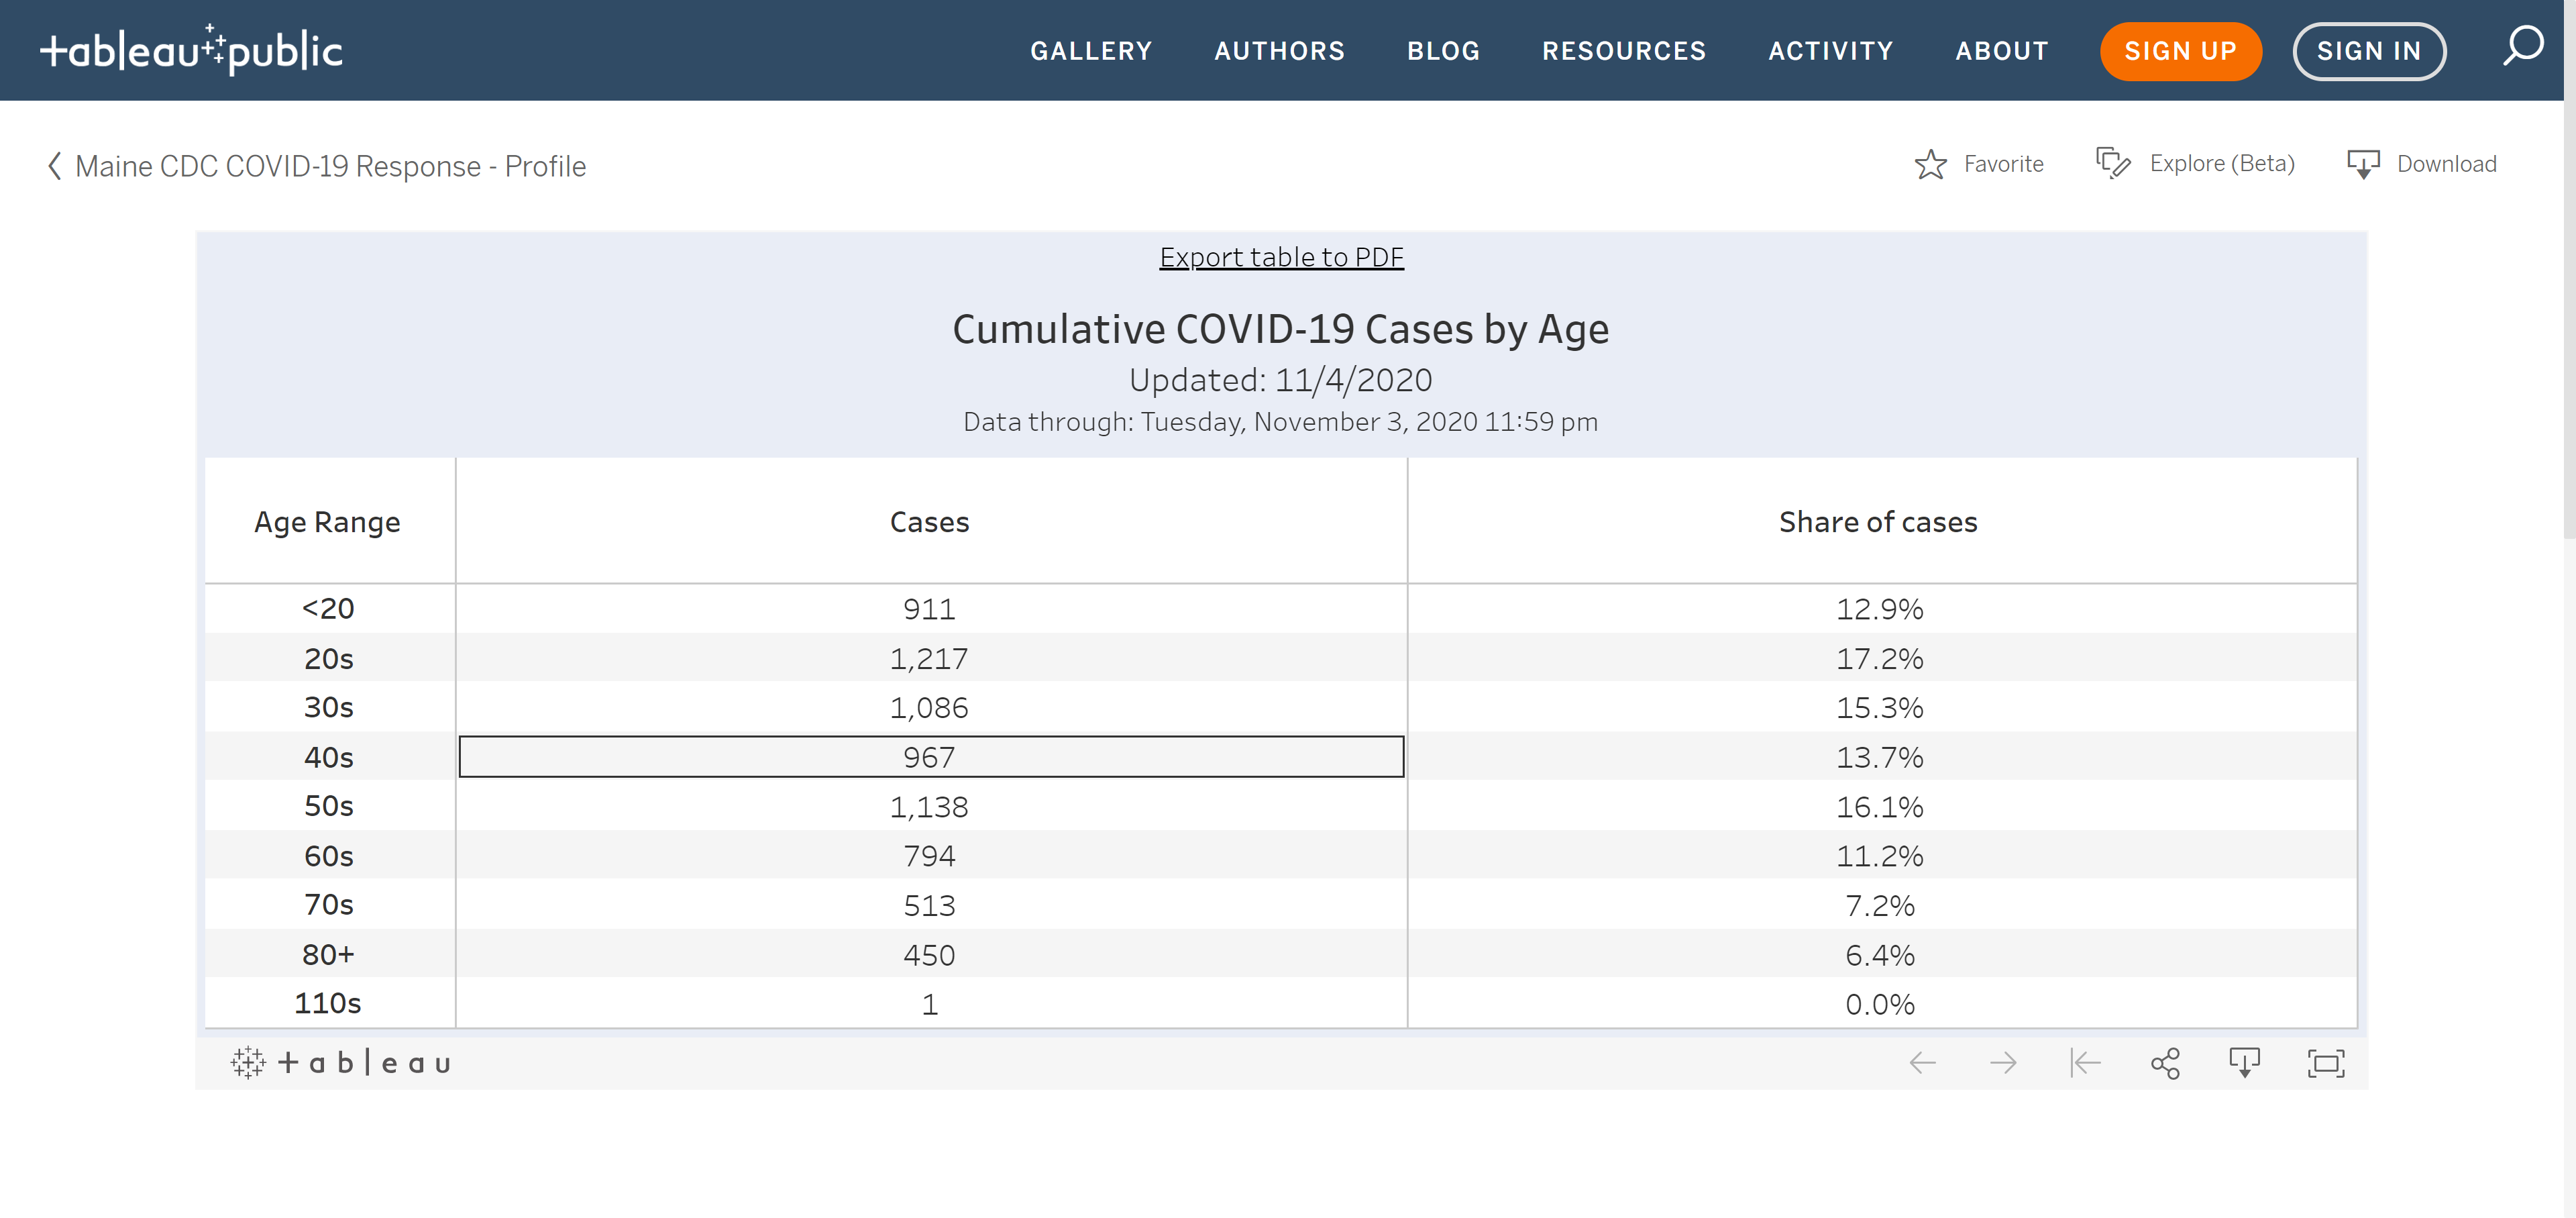 tableau public GALLERY AUTHORS BLOG RESOURCES ACTIVITY ABOUT SIGN UP SIGN IN
Maine CDC COVID-19 Response - Profile Favorite Explore (Beta) Download
Export table to PDF
Cumulative COVID-19 Cases by Age
Updated: 11/4/2020
Data through: Tuesday, November 3, 2020 11:59 pm
Age Range Cases Share of cases
<20 911 12.9%
20s 1,217 17.2%
30s 1,086 15.3%
40s 967 13.7%
50s 1,138 16.1%
60s 794 11.2%
70s 513 7.2%
80+ 450 6.4%
110s 1 0.0%
tableau